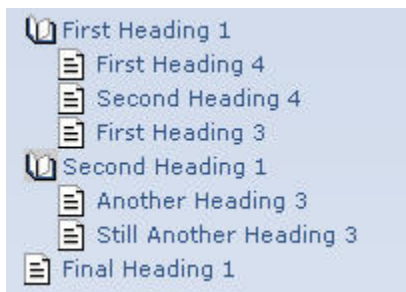 First Heading 1
First Heading 4
Second Heading 4
First Heading 3
Second Heading 1
Another Heading 3
Still Another Heading 3
Final Heading 1